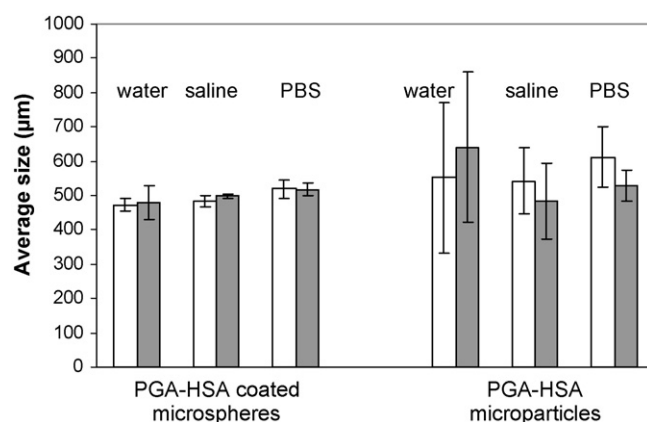 1000
900
800
700
600
500
400
300
200
100
0
Average size (µm)
water saline PBS
water saline PBS
PGA-HSA coated
microspheres
PGA-HSA
microparticles